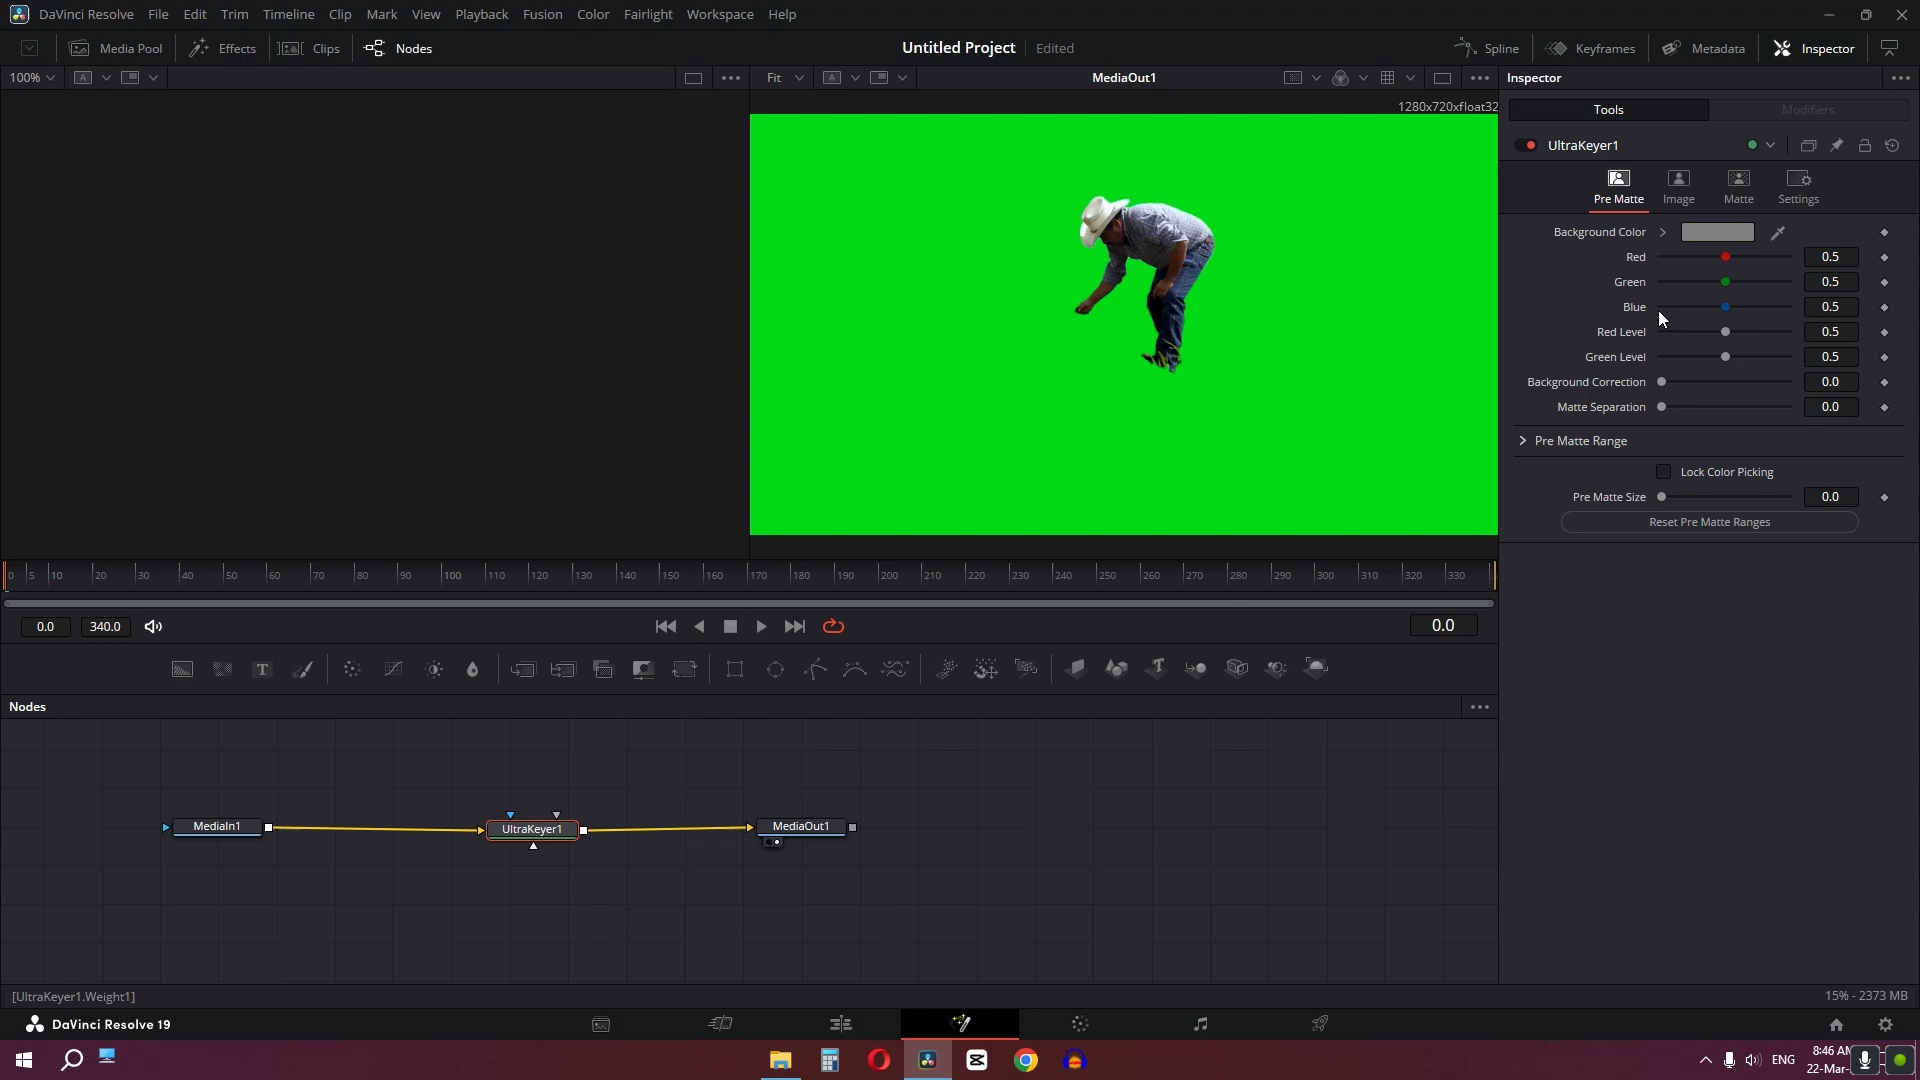 DaVinci Resolve File Edit Trim Timeline Clip Mark View Playback Fusion Color Fairlight Workspace Help
Media Pool Effects Clips Nodes Untitled Project Edited Spline Keyframes Metadata Inspector
100% A Fit A MediaOut1 Inspector
1280x720xfloat32
Tools Modifiers
UltraKeyer1
Pre Matte Image Matte Settings
Background Color
Red 0.5
Green 0.5
Blue 0.5
Red Level 0.5
Green Level 0.5
Background Correction 0.0
Matte Separation 0.0
Pre Matte Range
Lock Color Picking
Pre Matte Size 0.0
Reset Pre Matte Ranges
0 5 10 20 30 40 50 60 70 80 90 100 110 120 130 140 150 160 170 180 190 200 210 220 230 240 250 260 270 280 290 300 310 320 330
0.0 340.0 0.0
T
Nodes
MediaIn1 UltraKeyer1 MediaOut1
[UltraKeyer1.Weight1] 15% - 2373 MB
DaVinci Resolve 19
ENG
8:46
22-Mar-